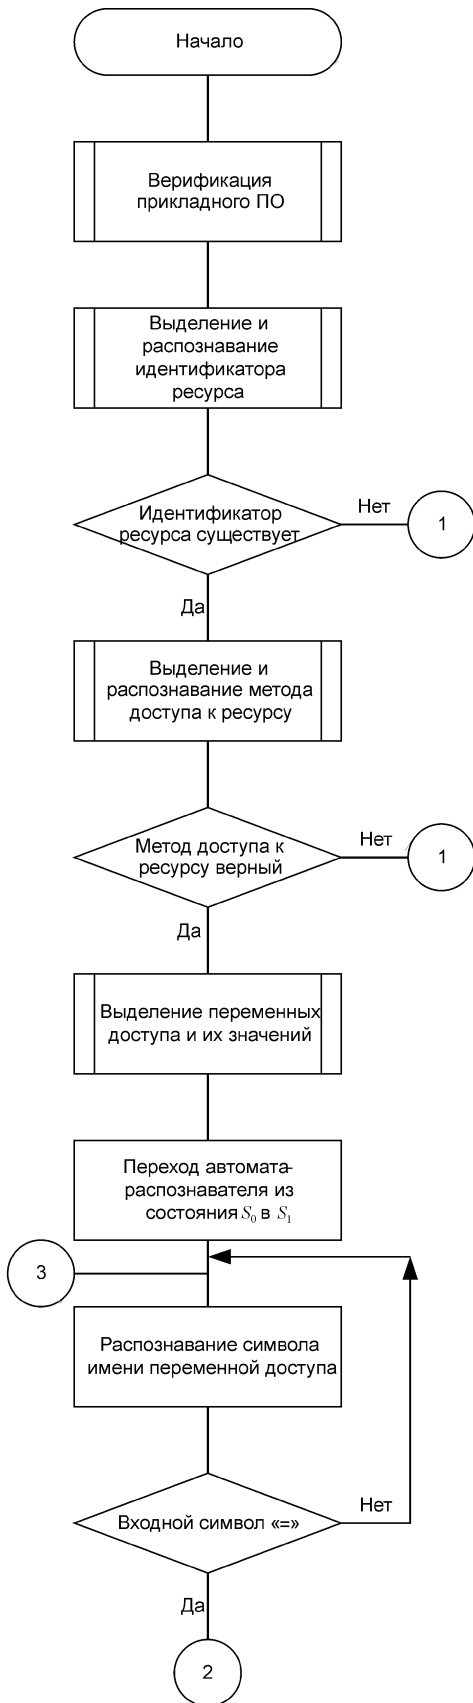 Начало
Верификация
прикладного ПО
Выделение и
распознавание
идентификатора
ресурса
Идентификатор
ресурса существует
Нет
1
Да
Выделение и
распознавание метода
доступа к ресурсу
Метод доступа к
ресурсу верный
Нет
1
Да
Выделение переменных
доступа и их значений
Переход автомата-
распознавателя из
состояния S₀ в S₁
3
Распознавание символа
имени переменной доступа
Входной символ «=»
Нет
Да
2